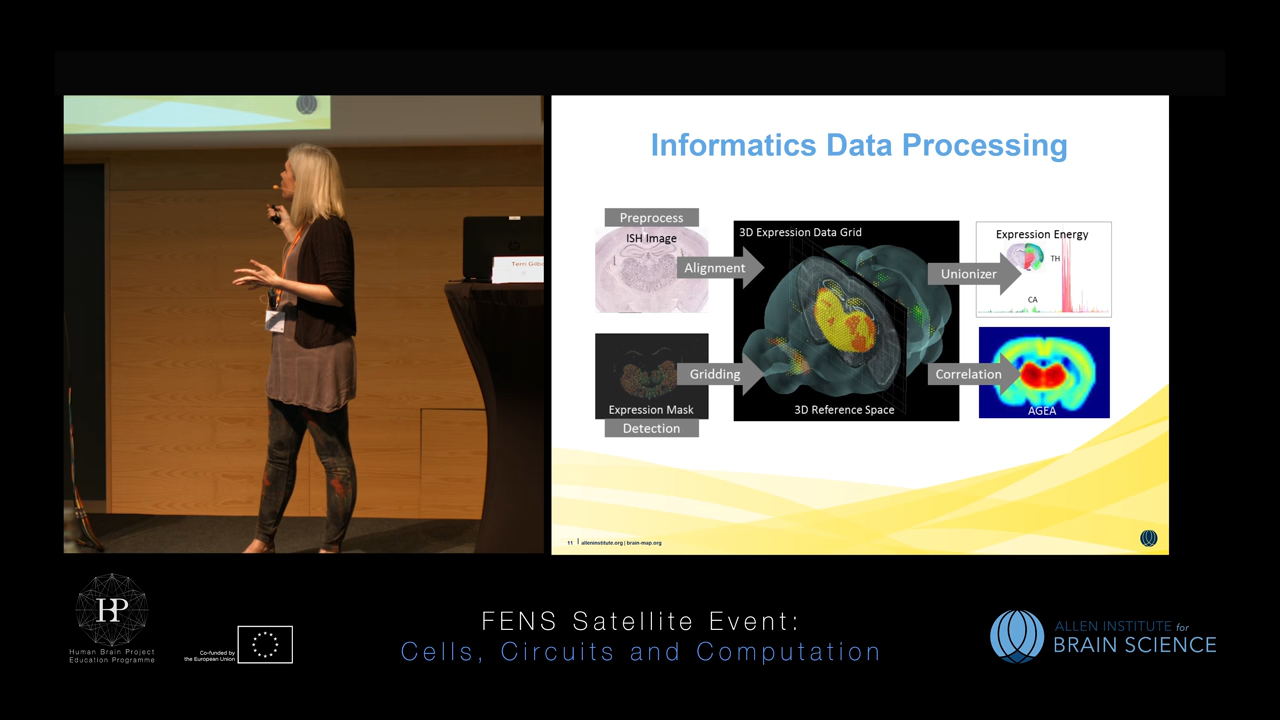 Terri Gilbe
Informatics Data Processing
Preprocess
ISH Image
Alignment
3D Expression Data Grid
Unionizer
Expression Energy
TH
CA
Gridding
Expression Mask
Detection
3D Reference Space
Correlation
AGEA
11 | alleninstitute.org | brain-map.org
HBP
Human Brain Project
Education Programme
Co-funded by
the European Union
FENS Satellite Event:
Cells, Circuits and Computation
ALLEN INSTITUTE for
BRAIN SCIENCE